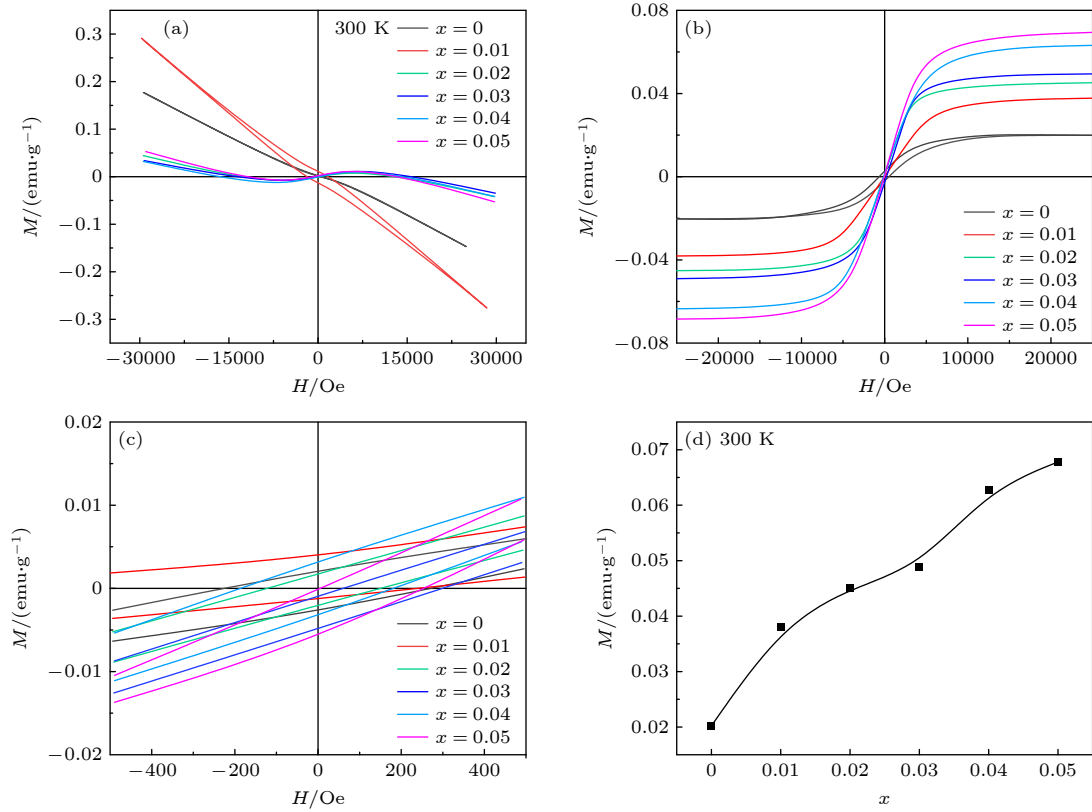 (a)
300 K
x = 0
x = 0.01
x = 0.02
x = 0.03
x = 0.04
x = 0.05
0.3
0.2
0.1
0
−0.1
−0.2
−0.3
M/(emu·g⁻¹)
−30000 −15000 0 15000 30000
H/Oe
(b)
0.08
0.04
0
−0.04
−0.08
M/(emu·g⁻¹)
x = 0
x = 0.01
x = 0.02
x = 0.03
x = 0.04
x = 0.05
−20000 −10000 0 10000 20000
H/Oe
(c)
0.02
0.01
0
−0.01
−0.02
M/(emu·g⁻¹)
x = 0
x = 0.01
x = 0.02
x = 0.03
x = 0.04
x = 0.05
−400 −200 0 200 400
H/Oe
(d) 300 K
0.07
0.06
0.05
0.04
0.03
0.02
M/(emu·g⁻¹)
0 0.01 0.02 0.03 0.04 0.05
x